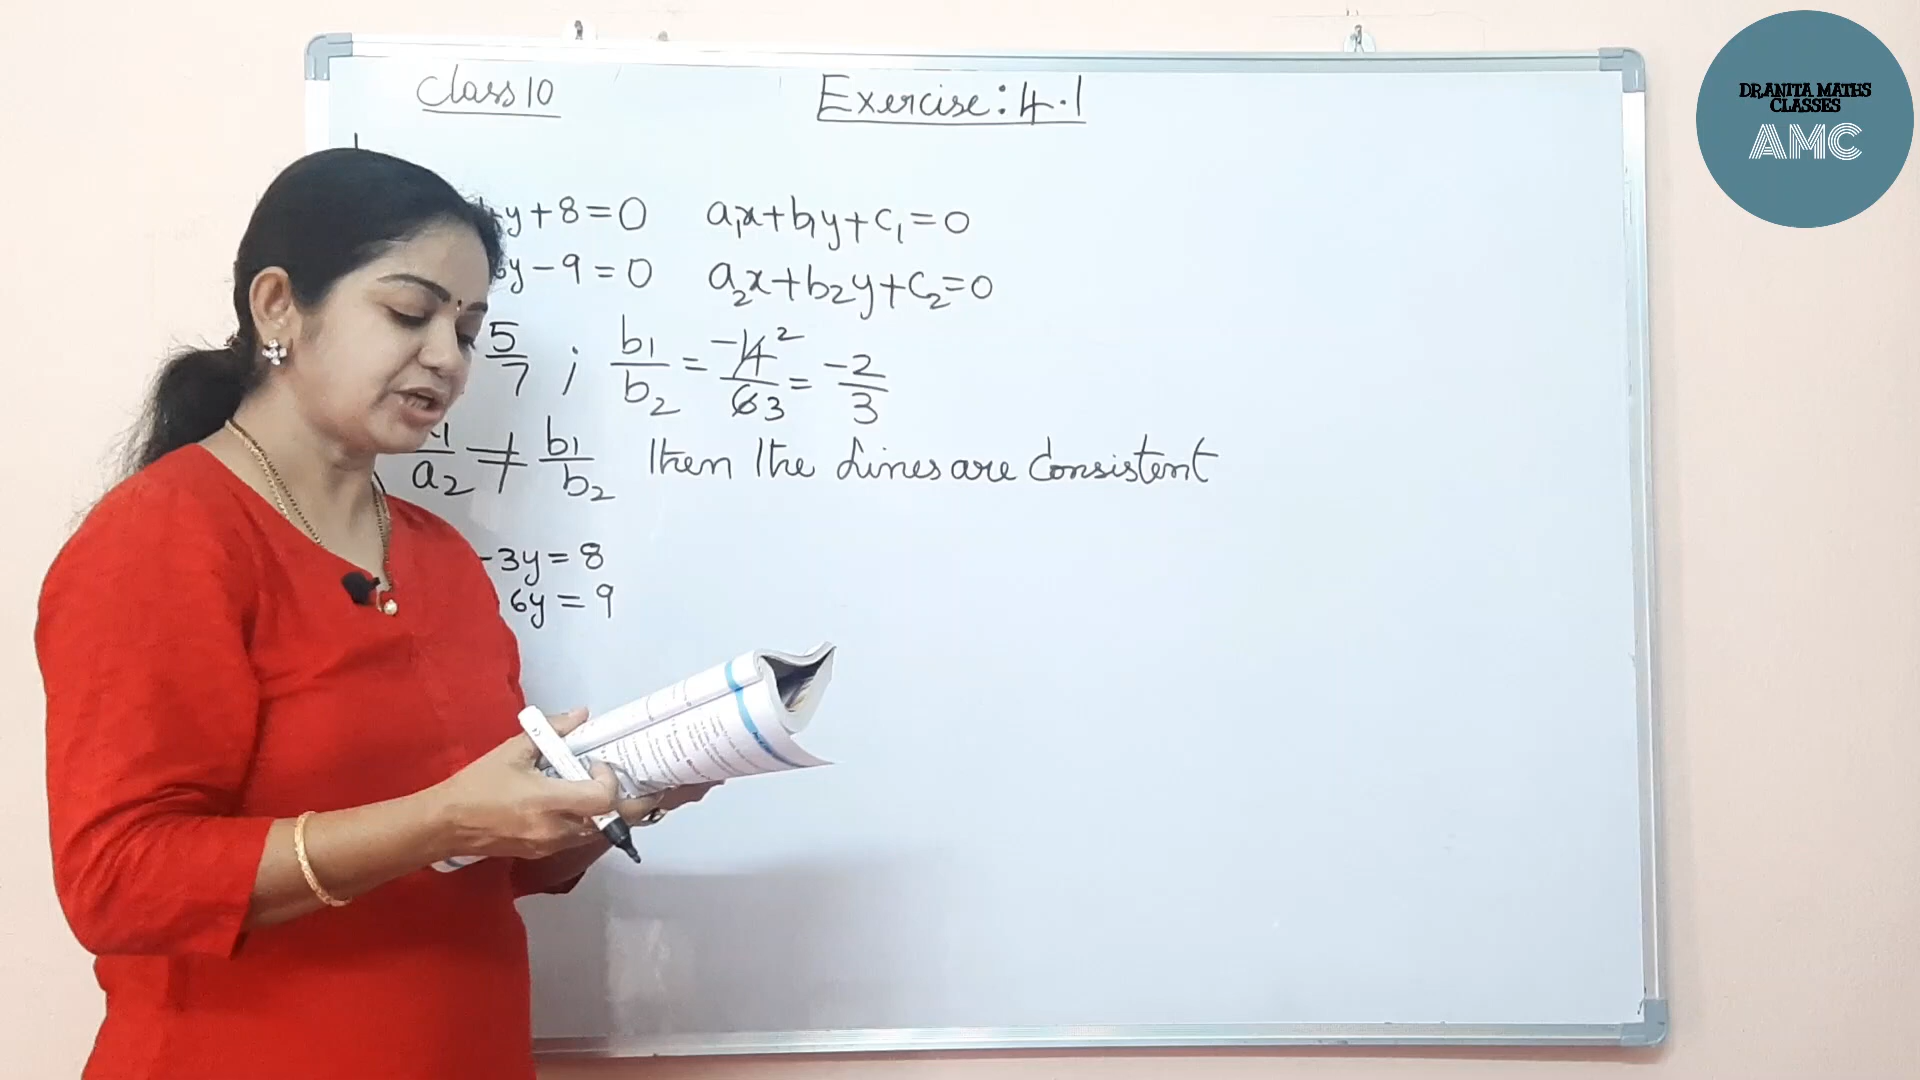 Class 10
Exercise: 4.1
y+8=0 a₁x+b₁y+c₁=0
y-9=0 a₂x+b₂y+c₂=0
5/7 ; b₁/b₂ = -4²/63 = -2/3
a₂ ≠ b₁/b₂ then the Lines are Consistent
-3y=8
6y=9
DR.ANITA MATHS
CLASSES
AMC